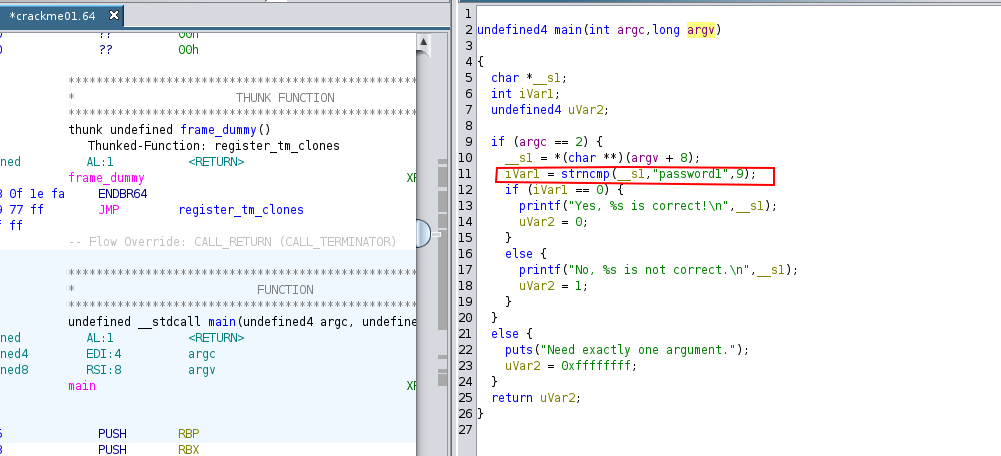 *crackme01.64 X
?? 00h
?? 00h
****************************************************
* THUNK FUNCTION
****************************************************
thunk undefined frame_dummy()
Thunked-Function: register_tm_clones
ned AL:1 <RETURN>
frame_dummy XR
0f 1e fa ENDBR64
77 ff JMP register_tm_clones
ff
-- Flow Override: CALL_RETURN (CALL_TERMINATOR)
****************************************************
* FUNCTION
****************************************************
undefined __stdcall main(undefined4 argc, undefine
ned AL:1 <RETURN>
ned4 EDI:4 argc
ned8 RSI:8 argv
main XR
PUSH RBP
PUSH RBX
1
2 undefined4 main(int argc,long argv)
3
4 {
5 char *__s1;
6 int iVar1;
7 undefined4 uVar2;
8
9 if (argc == 2) {
10 __s1 = *(char **)(argv + 8);
11 iVar1 = strncmp(__s1,"password1",9);
12 if (iVar1 == 0) {
13 printf("Yes, %s is correct!\n",__s1);
14 uVar2 = 0;
15 }
16 else {
17 printf("No, %s is not correct.\n",__s1);
18 uVar2 = 1;
19 }
20 }
21 else {
22 puts("Need exactly one argument.");
23 uVar2 = 0xffffffff;
24 }
25 return uVar2;
26 }
27